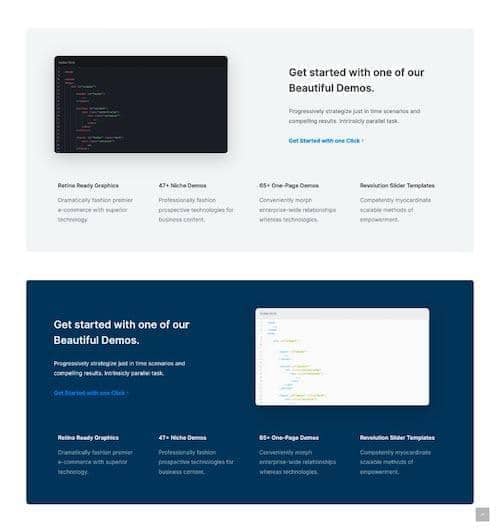 Get started with one of our
Beautiful Demos.
Progressively strategize just in time scenarios and
compelling results. Intrinsicly parallel task.
Get Started with one Click ›
Retina Ready Graphics
Dramatically fashion premier
e-commerce with superior
technology.
47+ Niche Demos
Professionally fashion
prospective technologies for
business content.
65+ One-Page Demos
Conveniently morph
enterprise-wide relationships
whereas technologies.
Revolution Slider Templates
Competently myocardinate
scalable methods of
empowerment.
Get started with one of our
Beautiful Demos.
Progressively strategize just in time scenarios and
compelling results. Intrinsicly parallel task.
Get Started with one Click ›
Retina Ready Graphics
Dramatically fashion premier
e-commerce with superior
technology.
47+ Niche Demos
Professionally fashion
prospective technologies for
business content.
65+ One-Page Demos
Conveniently morph
enterprise-wide relationships
whereas technologies.
Revolution Slider Templates
Competently myocardinate
scalable methods of
empowerment.